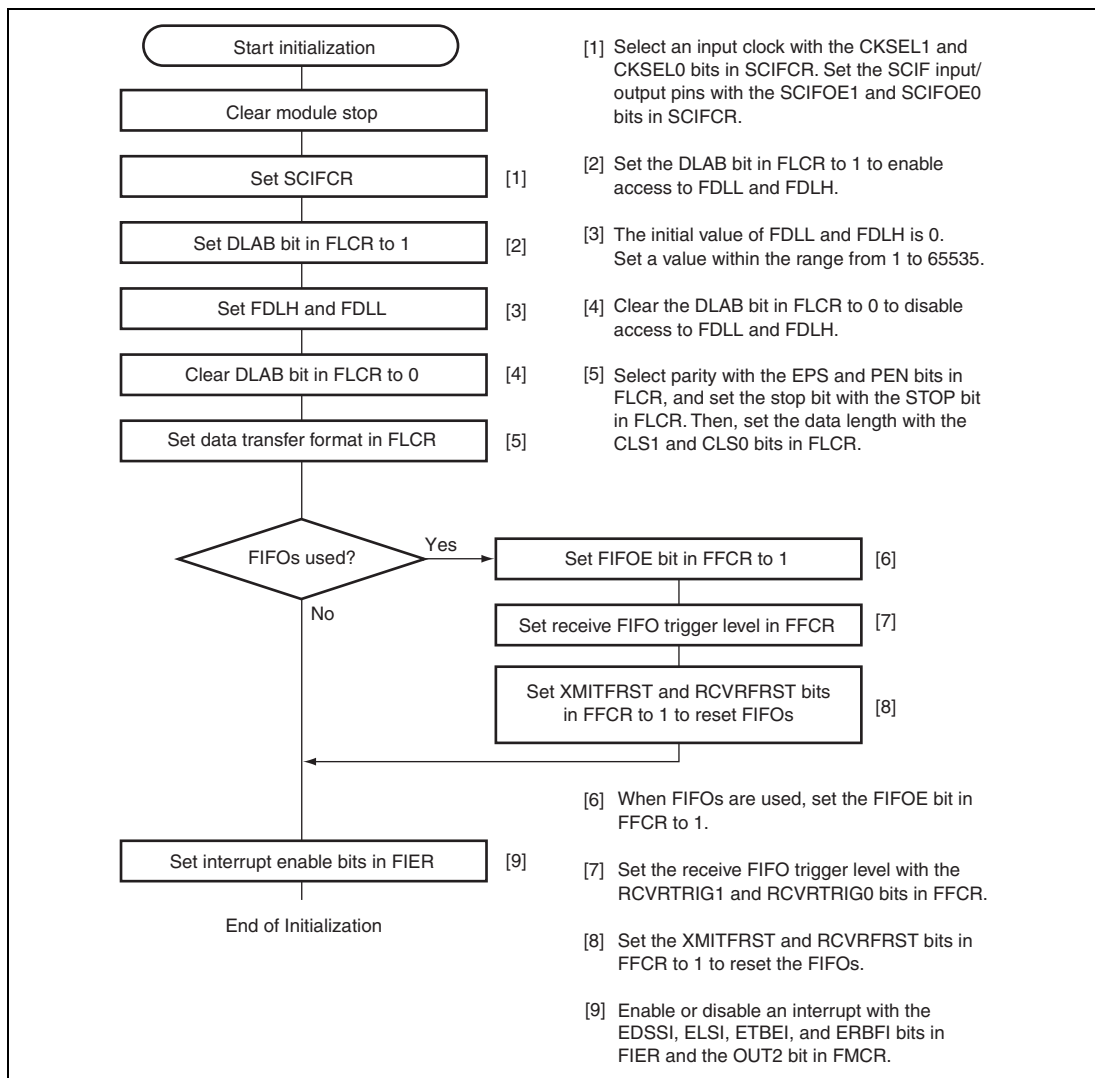 Start initialization
Clear module stop
Set SCIFCR
[1]
Set DLAB bit in FLCR to 1
[2]
Set FDLH and FDLL
[3]
Clear DLAB bit in FLCR to 0
[4]
Set data transfer format in FLCR
[5]
FIFOs used?
Yes
No
Set FIFOE bit in FFCR to 1
[6]
Set receive FIFO trigger level in FFCR
[7]
Set XMITFRST and RCVRFRST bits
in FFCR to 1 to reset FIFOs
[8]
Set interrupt enable bits in FIER
[9]
End of Initialization
[1] Select an input clock with the CKSEL1 and
CKSEL0 bits in SCIFCR. Set the SCIF input/
output pins with the SCIFOE1 and SCIFOE0
bits in SCIFCR.
[2] Set the DLAB bit in FLCR to 1 to enable
access to FDLL and FDLH.
[3] The initial value of FDLL and FDLH is 0.
Set a value within the range from 1 to 65535.
[4] Clear the DLAB bit in FLCR to 0 to disable
access to FDLL and FDLH.
[5] Select parity with the EPS and PEN bits in
FLCR, and set the stop bit with the STOP bit
in FLCR. Then, set the data length with the
CLS1 and CLS0 bits in FLCR.
[6] When FIFOs are used, set the FIFOE bit in
FFCR to 1.
[7] Set the receive FIFO trigger level with the
RCVRTRIG1 and RCVRTRIG0 bits in FFCR.
[8] Set the XMITFRST and RCVRFRST bits in
FFCR to 1 to reset the FIFOs.
[9] Enable or disable an interrupt with the
EDSSI, ELSI, ETBEI, and ERBFI bits in
FIER and the OUT2 bit in FMCR.